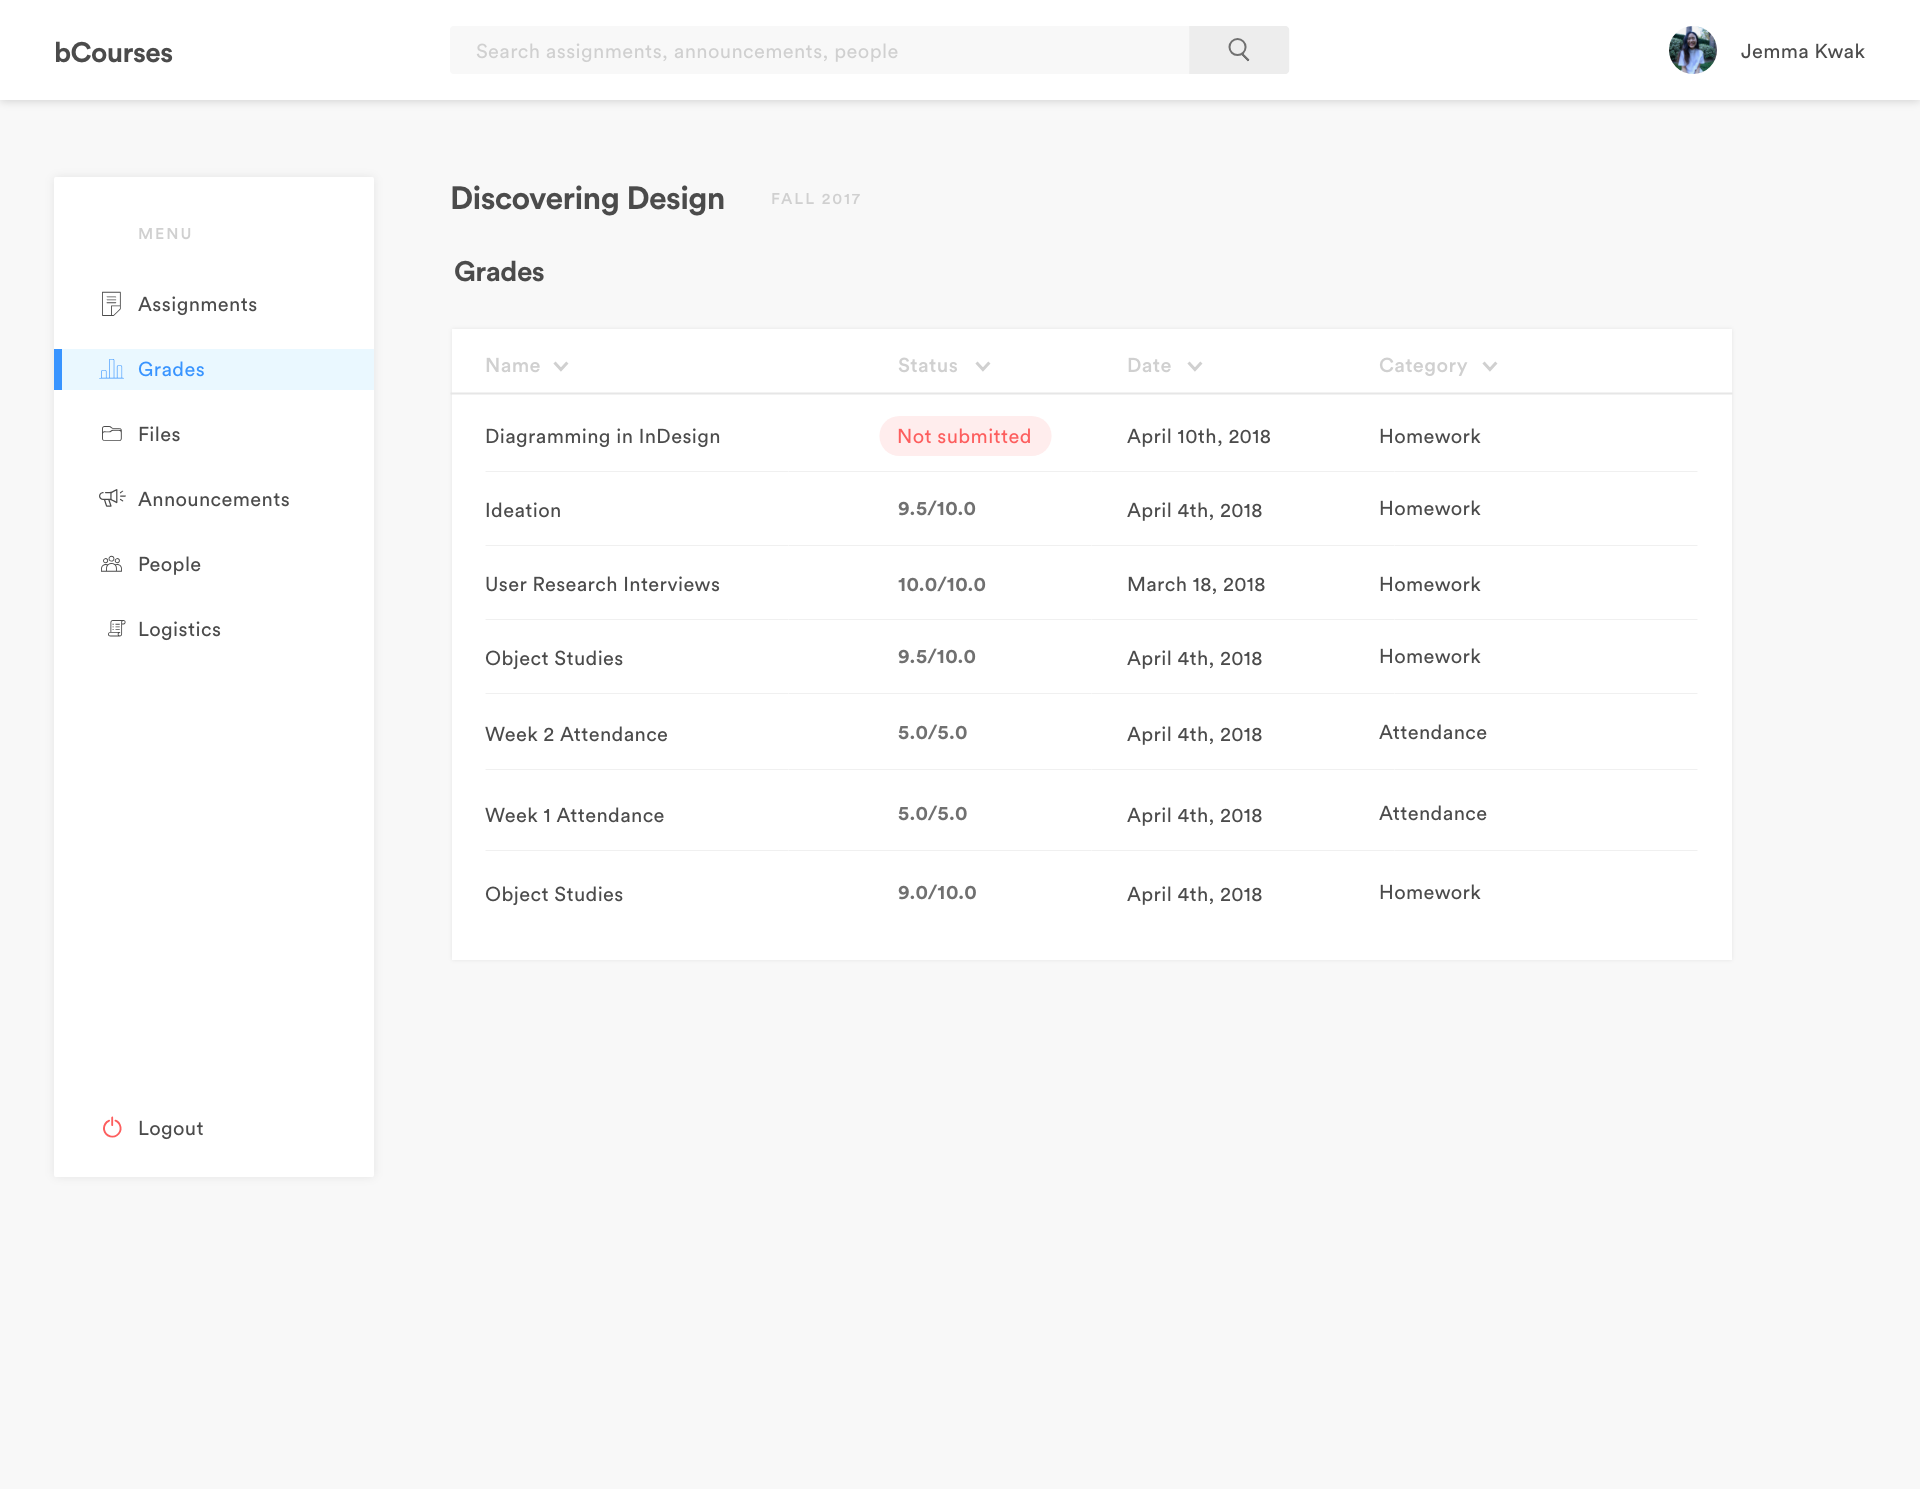 bCourses
Search assignments, announcements, people
Jemma Kwak
MENU
Assignments
Grades
Files
Announcements
People
Logistics
Logout
Discovering Design FALL 2017
Grades
Name Status Date Category
Diagramming in InDesign Not submitted April 10th, 2018 Homework
Ideation 9.5/10.0 April 4th, 2018 Homework
User Research Interviews 10.0/10.0 March 18, 2018 Homework
Object Studies 9.5/10.0 April 4th, 2018 Homework
Week 2 Attendance 5.0/5.0 April 4th, 2018 Attendance
Week 1 Attendance 5.0/5.0 April 4th, 2018 Attendance
Object Studies 9.0/10.0 April 4th, 2018 Homework